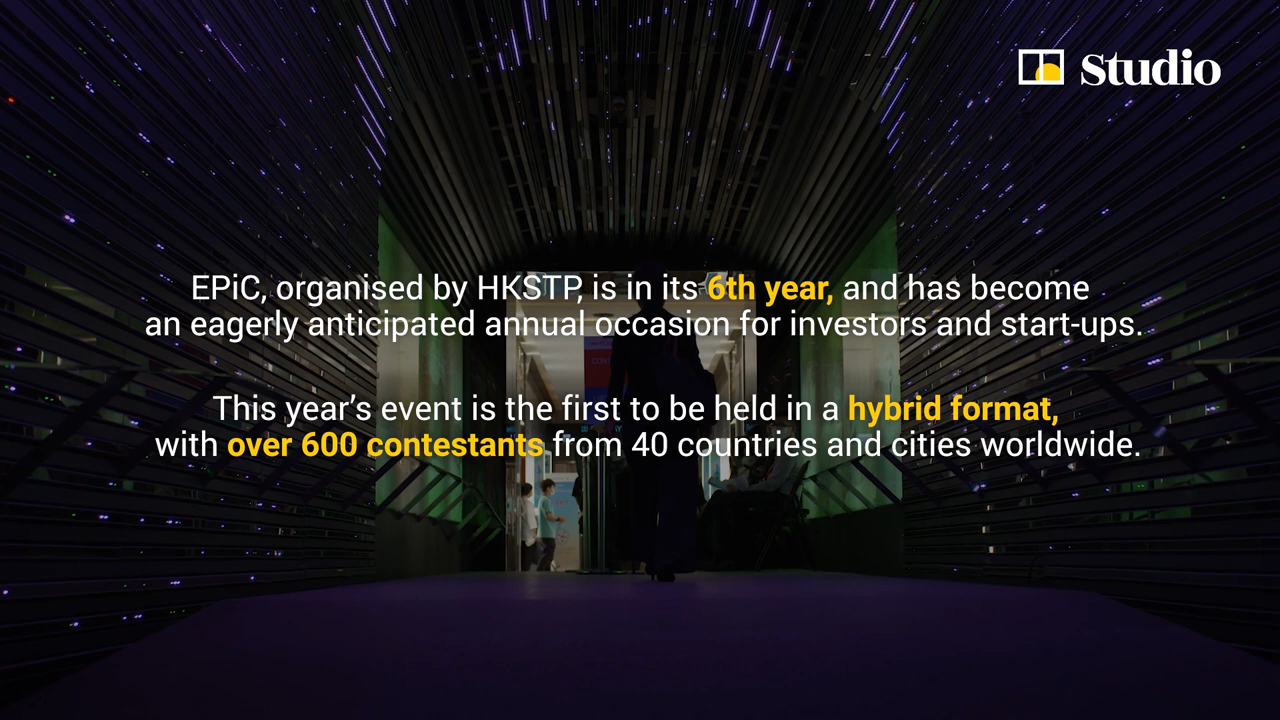 Studio
EPiC, organised by HKSTP, is in its 6th year, and has become
an eagerly anticipated annual occasion for investors and start-ups.
This year’s event is the first to be held in a hybrid format,
with over 600 contestants from 40 countries and cities worldwide.